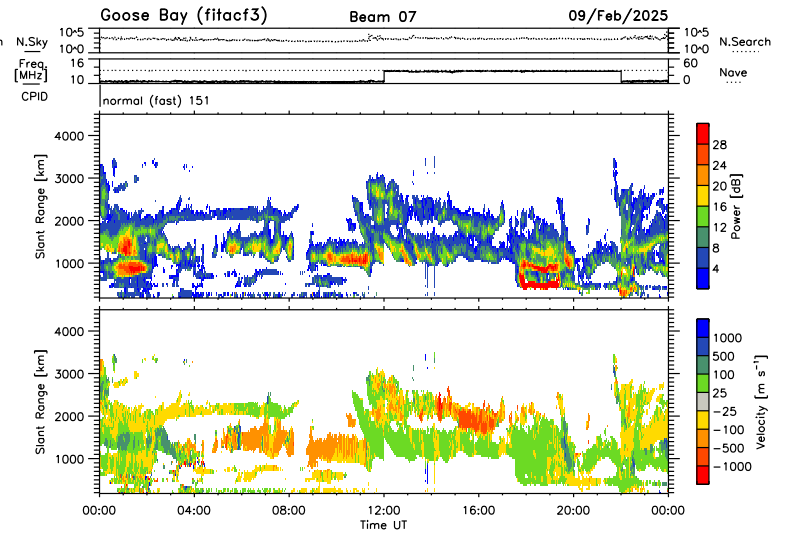 Goose Bay (fitacf3) Beam 07 09/Feb/2025
N.Sky 10^5 10^0 10^5 10^0 N.Search
Freq. [MHz] 16 10 60 0 Nave
CPID normal (fast) 151
Slant Range [km] 4000 3000 2000 1000
Power [dB] 28 24 20 16 12 8 4
Slant Range [km] 4000 3000 2000 1000
Velocity [m s⁻¹] 1000 500 100 25 -25 -100 -500 -1000
00:00 04:00 08:00 12:00 16:00 20:00 00:00
Time UT